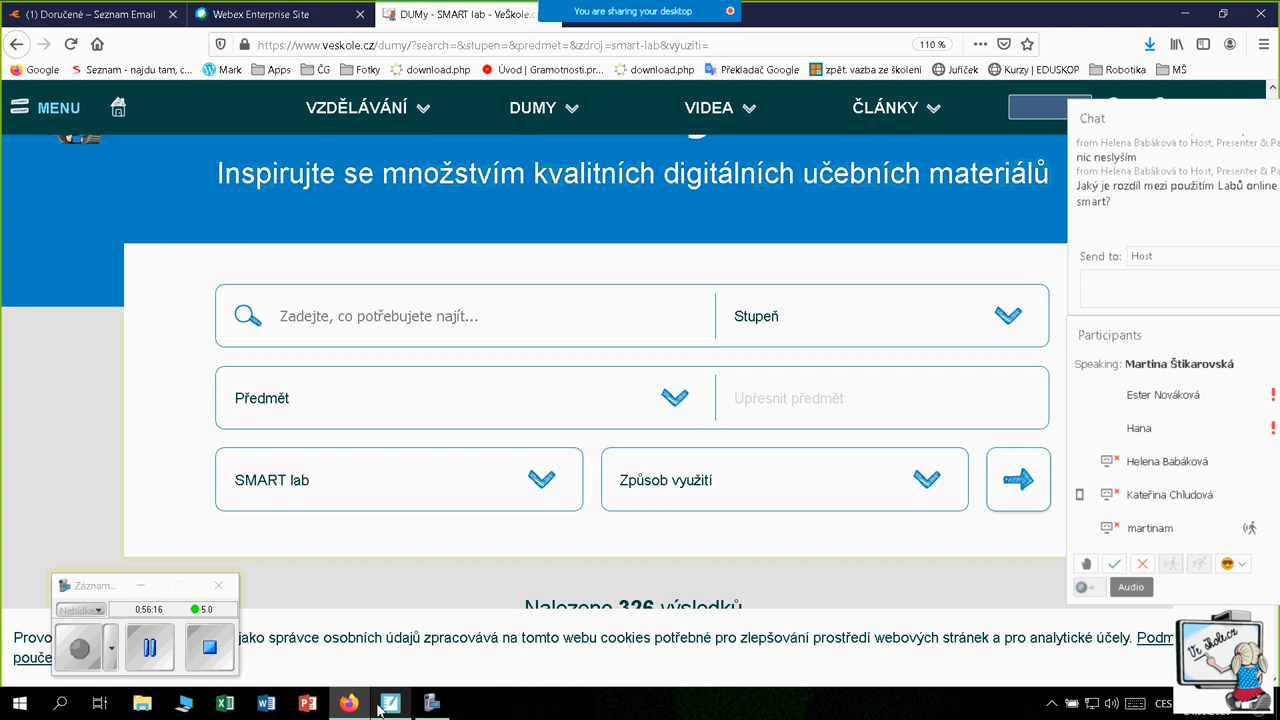 (1) Doručené – Seznam Email
Webex Enterprise Site
DUMy - SMART lab - VeŠkole.c
You are sharing your desktop
https://www.veskole.cz/dumy/?search=&stupen=&predmet=&zdroj=smart-lab&vyuziti=
110 %
Google
Seznam - najdu tam, c...
Mark
Apps
ČG
Fotky
download.php
Úvod | Gramotnosti.pr...
download.php
Překladač Google
zpět. vazba ze školení
Juříček
Kurzy | EDUSKOP
Robotika
MŠ
MENU
VZDĚLÁVÁNÍ
DUMY
VIDEA
ČLÁNKY
Inspirujte se množstvím kvalitních digitálních učebních materiálů
Zadejte, co potřebujete najít...
Stupeň
Předmět
Upřesnit předmět
SMART lab
Způsob využití
Nalezeno 326 výsledků
Chat
from Helena Babáková to Host, Presenter & Pa
nic neslyším
from Helena Babáková to Host, Presenter & Pa
Jaký je rozdíl mezi použitím Labů online
smart?
Send to:
Host
Participants
Speaking: Martina Štikarovská
Ester Nováková
Hana
Helena Babáková
Kateřina Chludová
martinam
Audio
Záznam...
Nabídka
0:56:16
5.0
Provo
jako správce osobních údajů zpracovává na tomto webu cookies potřebné pro zlepšování prostředí webových stránek a pro analytické účely. Podm
pouče
Ve škole.cz
CES